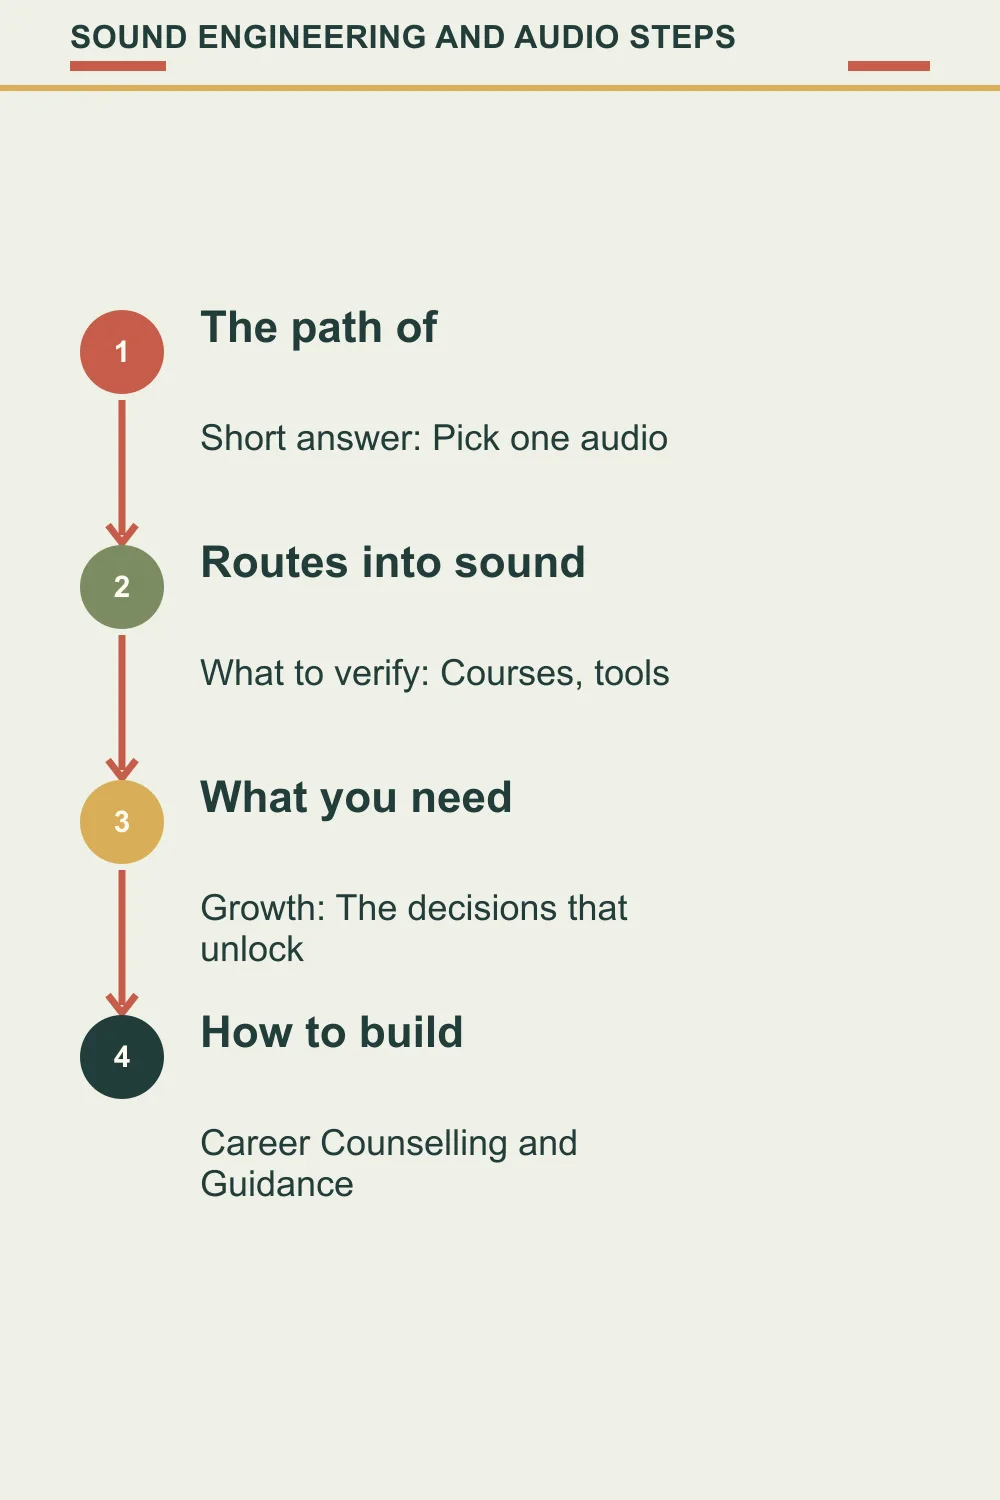 SOUND ENGINEERING AND AUDIO STEPS
1
The path of
Short answer: Pick one audio
2
Routes into sound
What to verify: Courses, tools
3
What you need
Growth: The decisions that
unlock
4
How to build
Career Counselling and
Guidance